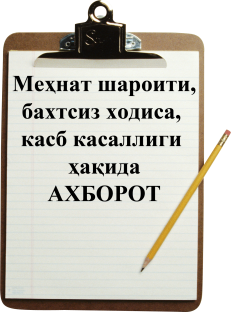 Меҳнат шароити,
бахтсиз ходиса,
касб касаллиги
ҳақида
АХБОРОТ